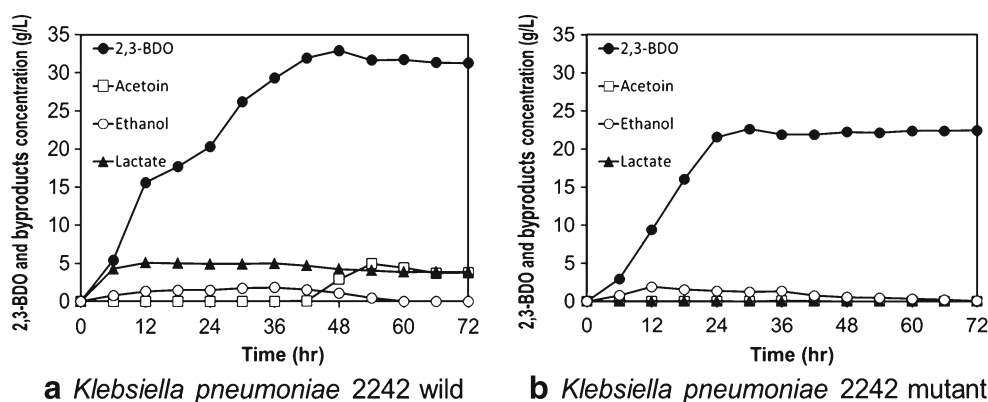 2,3-BDO and byproducts concentration (g/L)
35
30
25
20
15
10
5
0
2,3-BDO
Acetoin
Ethanol
Lactate
0 12 24 36 48 60 72
Time (hr)
a Klebsiella pneumoniae 2242 wild
2,3-BDO and byproducts concentration (g/L)
35
30
25
20
15
10
5
0
2,3-BDO
Acetoin
Ethanol
Lactate
0 12 24 36 48 60 72
Time (hr)
b Klebsiella pneumoniae 2242 mutant